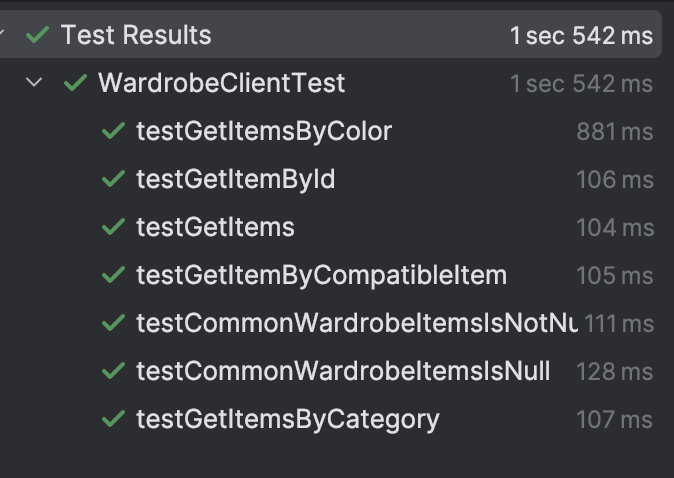 Test Results 1 sec 542 ms
WardrobeClientTest 1 sec 542 ms
testGetItemsByColor 881 ms
testGetItemById 106 ms
testGetItems 104 ms
testGetItemByCompatibleItem 105 ms
testCommonWardrobeItemsIsNotNu 111 ms
testCommonWardrobeItemsIsNull 128 ms
testGetItemsByCategory 107 ms